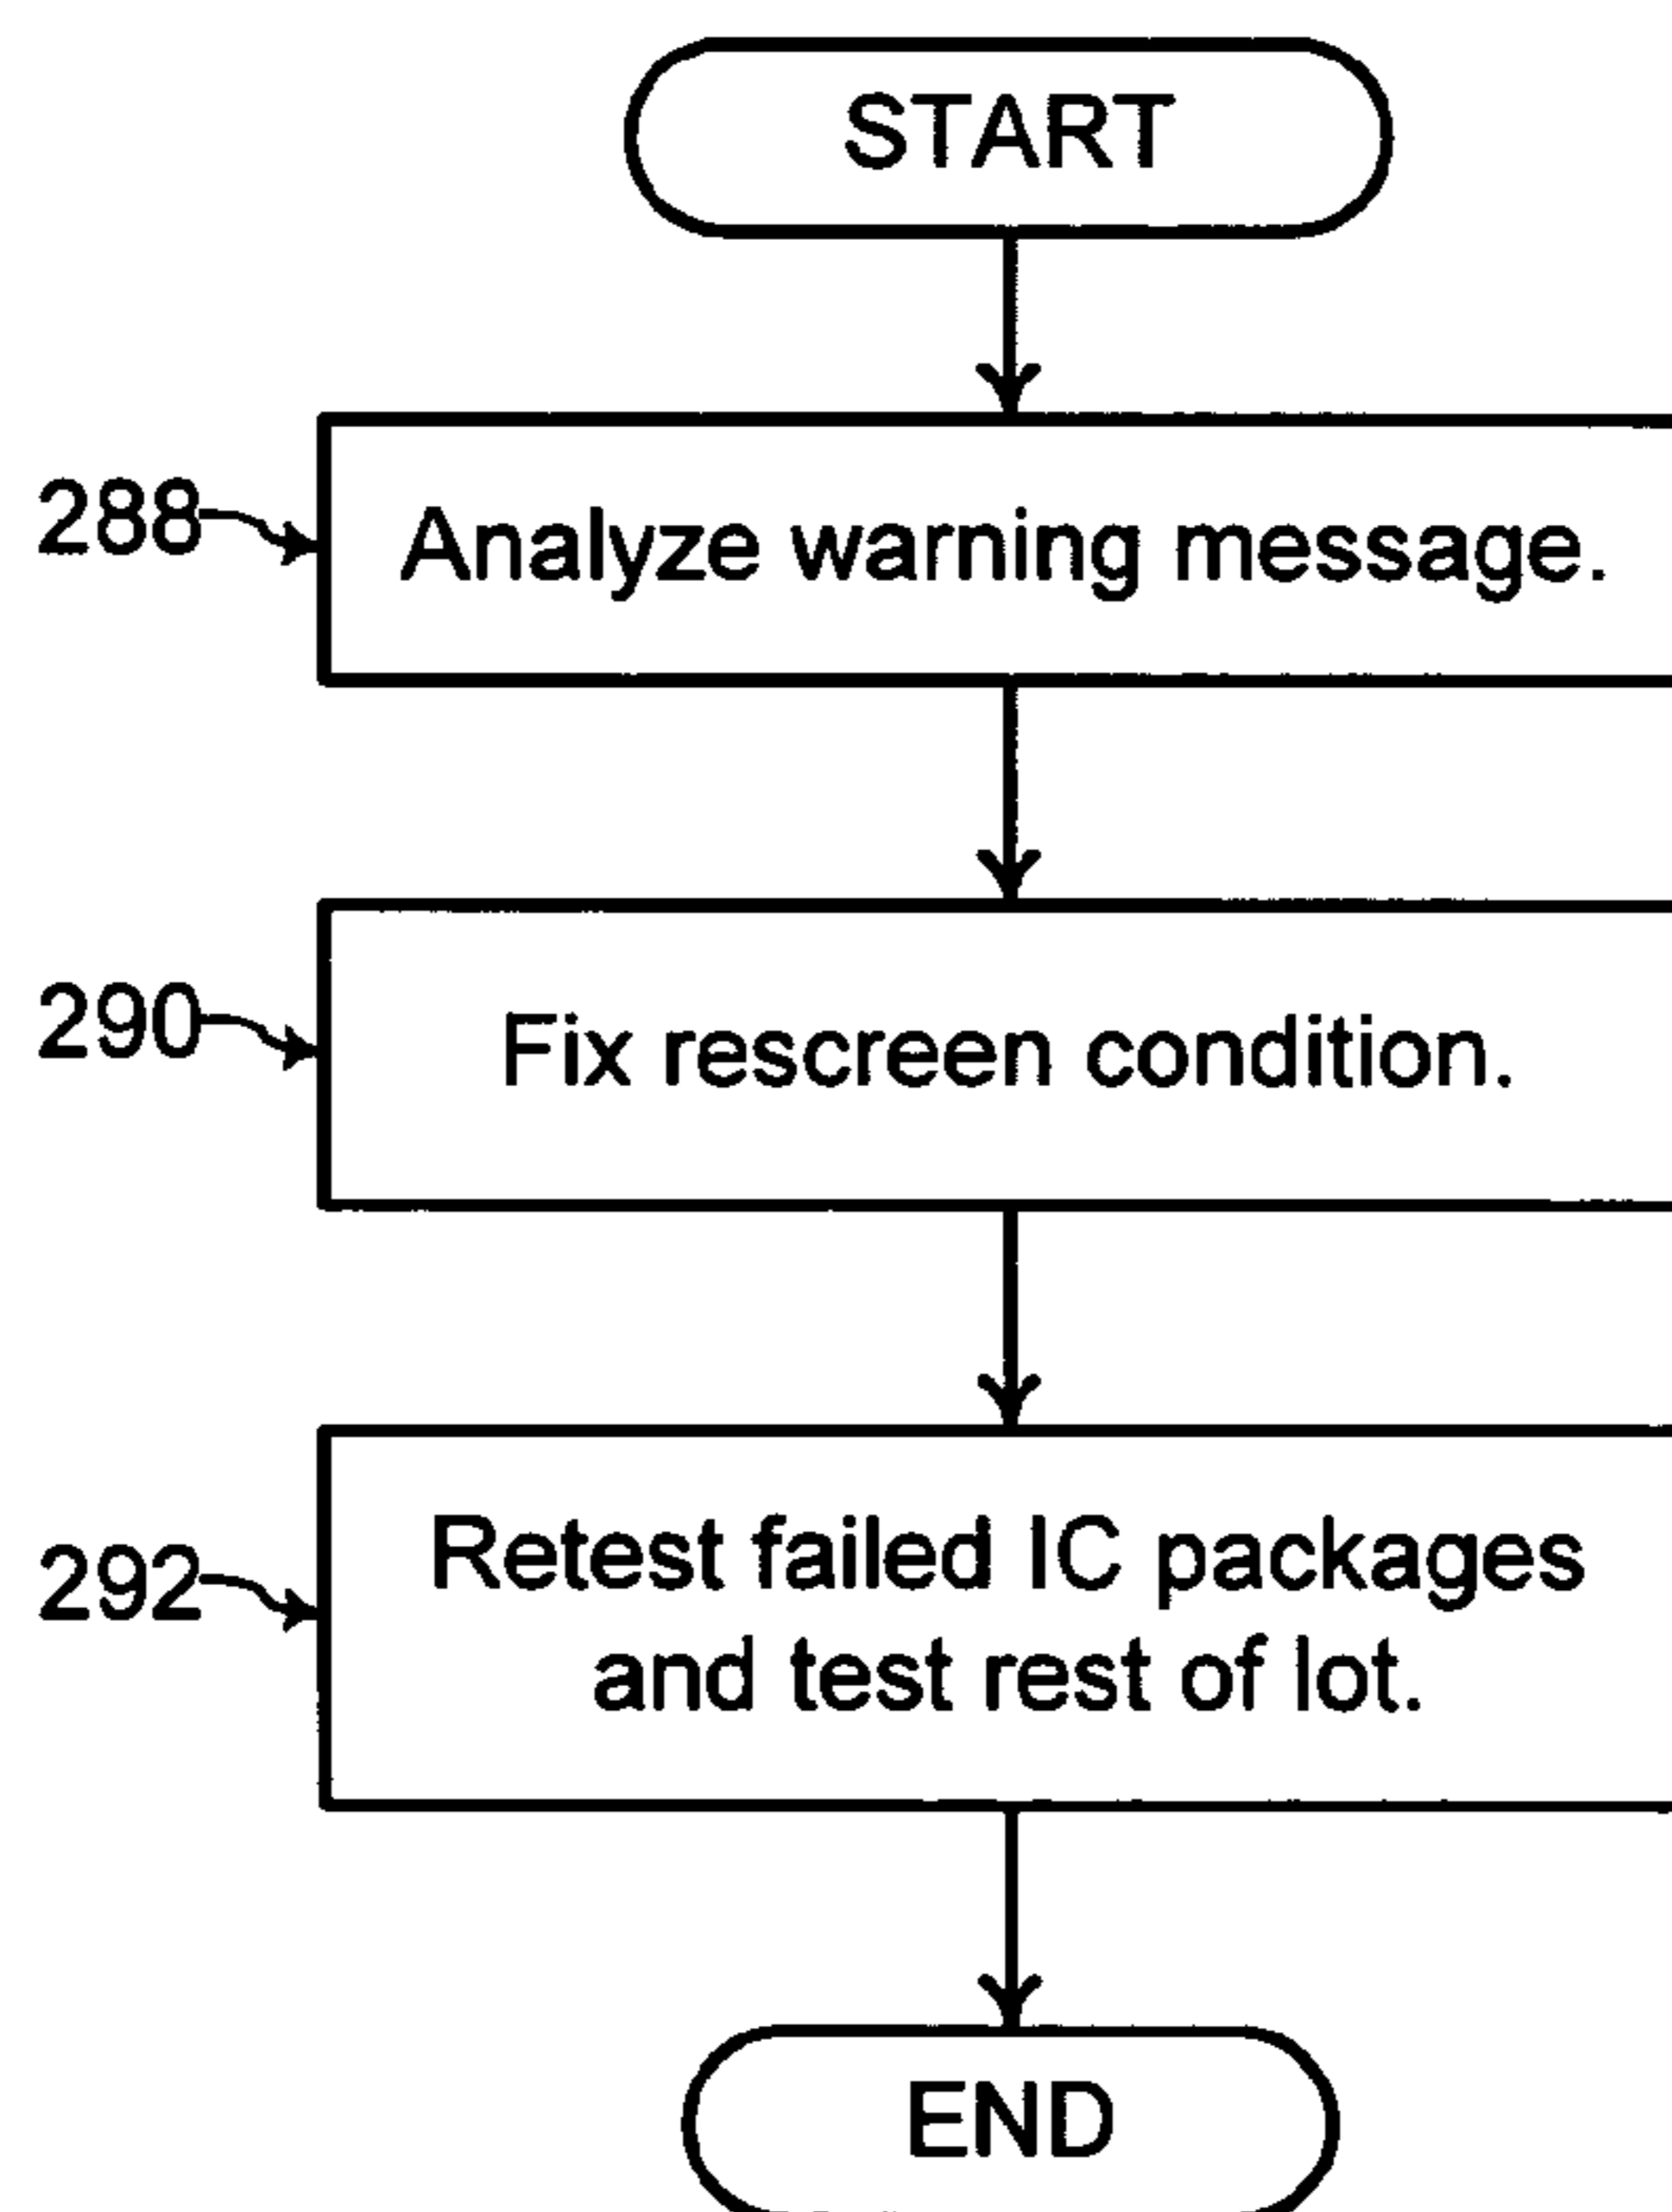 START
288
Analyze warning message.
290
Fix rescreen condition.
292
Retest failed IC packages
and test rest of lot.
END